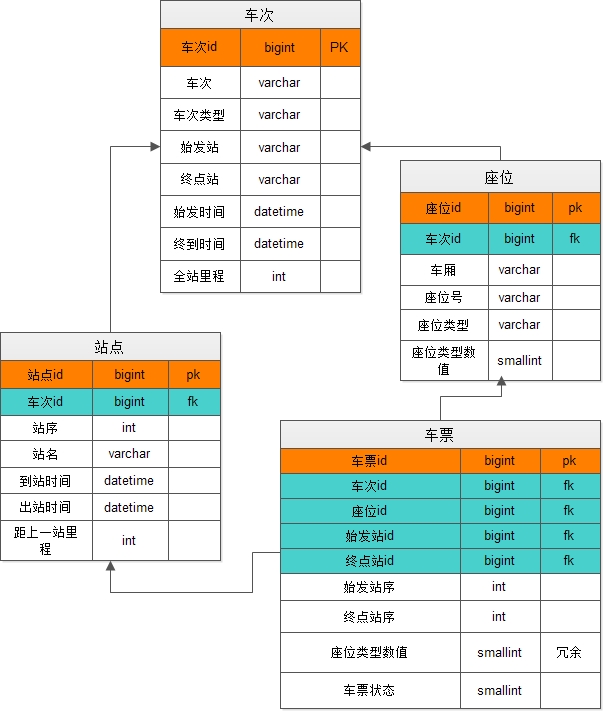 车次
车次id bigint PK
车次 varchar
车次类型 varchar
始发站 varchar
终点站 varchar
始发时间 datetime
终到时间 datetime
全站里程 int
座位
座位id bigint pk
车次id bigint fk
车厢 varchar
座位号 varchar
座位类型 varchar
座位类型数
值 smallint
站点
站点id bigint pk
车次id bigint fk
站序 int
站名 varchar
到站时间 datetime
出站时间 datetime
距上一站里
程 int
车票
车票id bigint pk
车次id bigint fk
座位id bigint fk
始发站id bigint fk
终点站id bigint fk
始发站序 int
终点站序 int
座位类型数值 smallint 冗余
车票状态 smallint